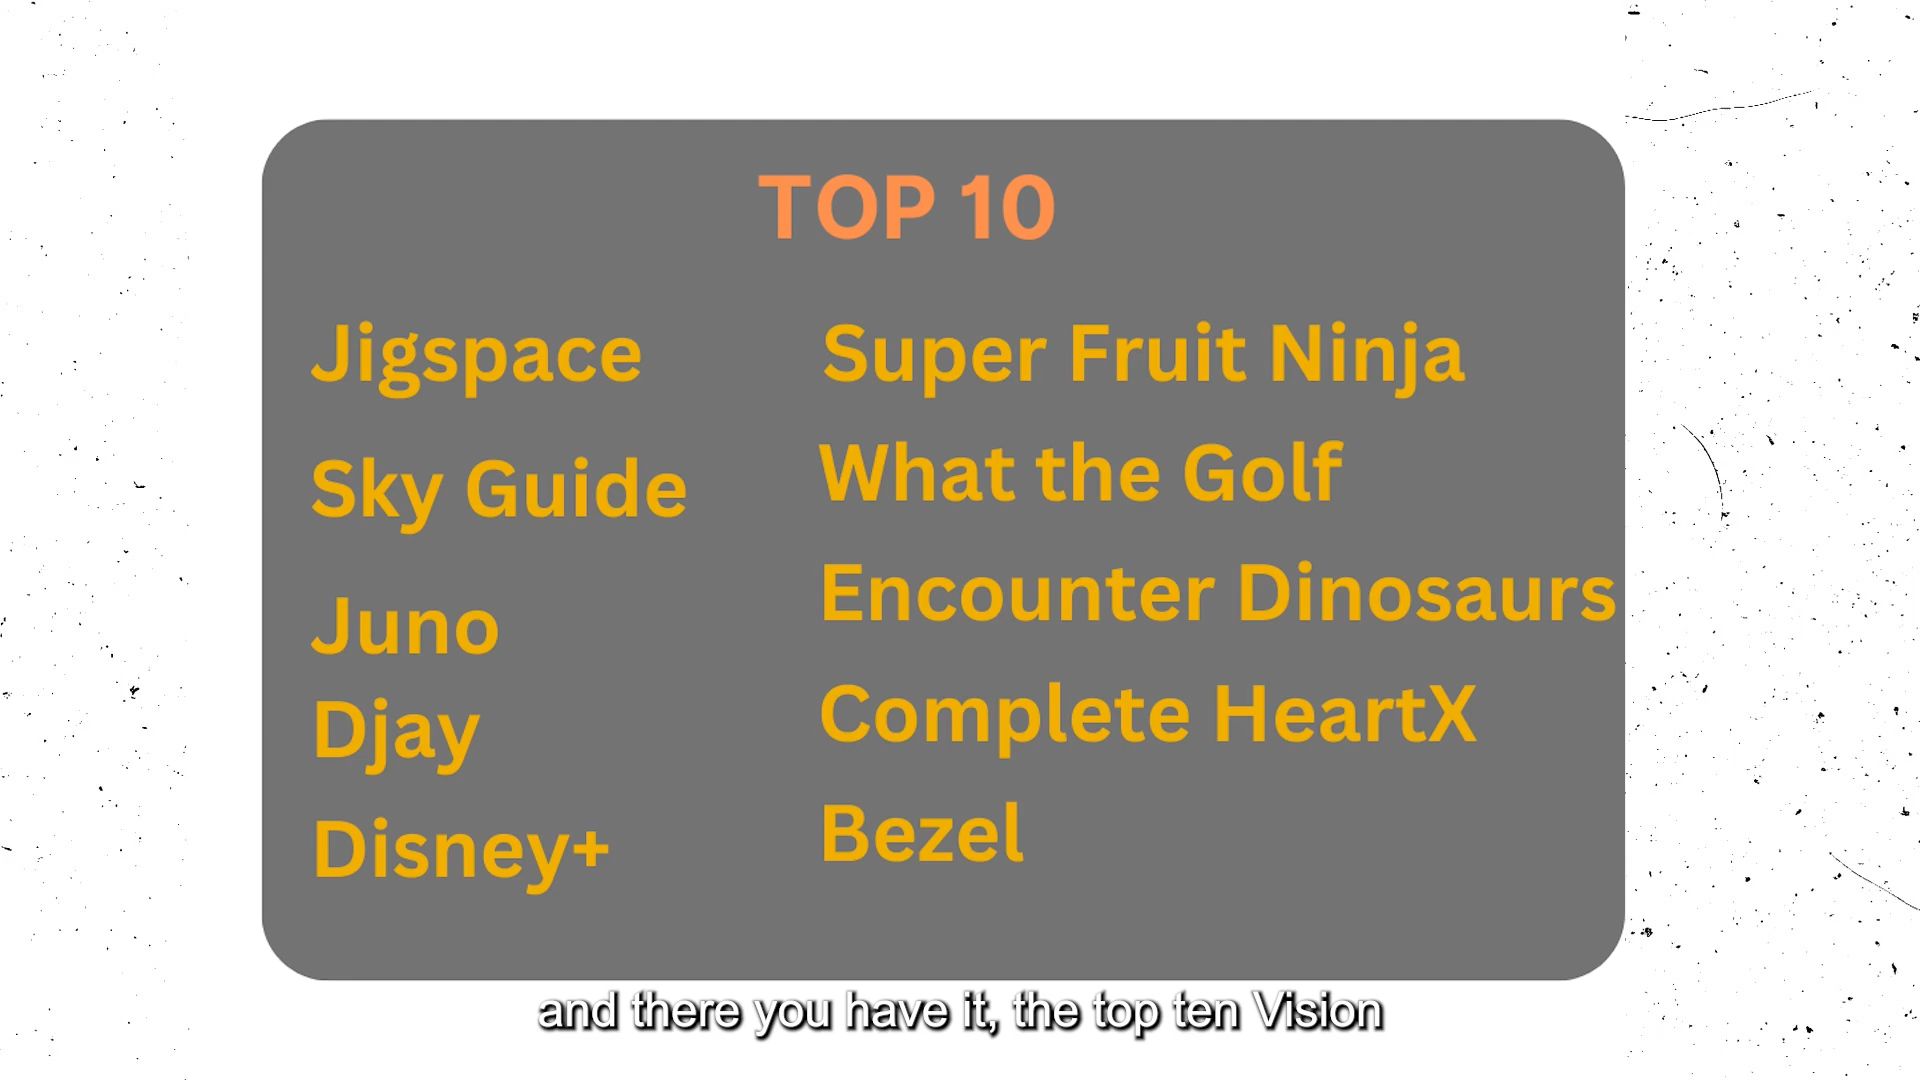 TOP 10
Jigspace
Sky Guide
Juno
Djay
Disney+
Super Fruit Ninja
What the Golf
Encounter Dinosaurs
Complete HeartX
Bezel
and there you have it, the top ten Vision